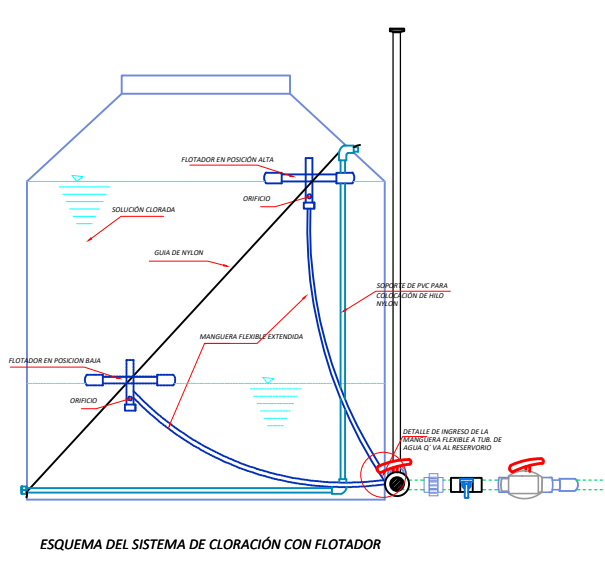 FLOTADOR EN POSICIÓN ALTA
ORIFICIO
SOLUCIÓN CLORADA
GUIA DE NYLON
SOPORTE DE PVC PARA
COLOCACIÓN DE HILO
NYLON
MANGUERA FLEXIBLE EXTENDIDA
FLOTADOR EN POSICION BAJA
ORIFICIO
DETALLE DE INGRESO DE LA
MANGUERA FLEXIBLE A TUB. DE
AGUA Q´ VA AL RESERVORIO
ESQUEMA DEL SISTEMA DE CLORACIÓN CON FLOTADOR